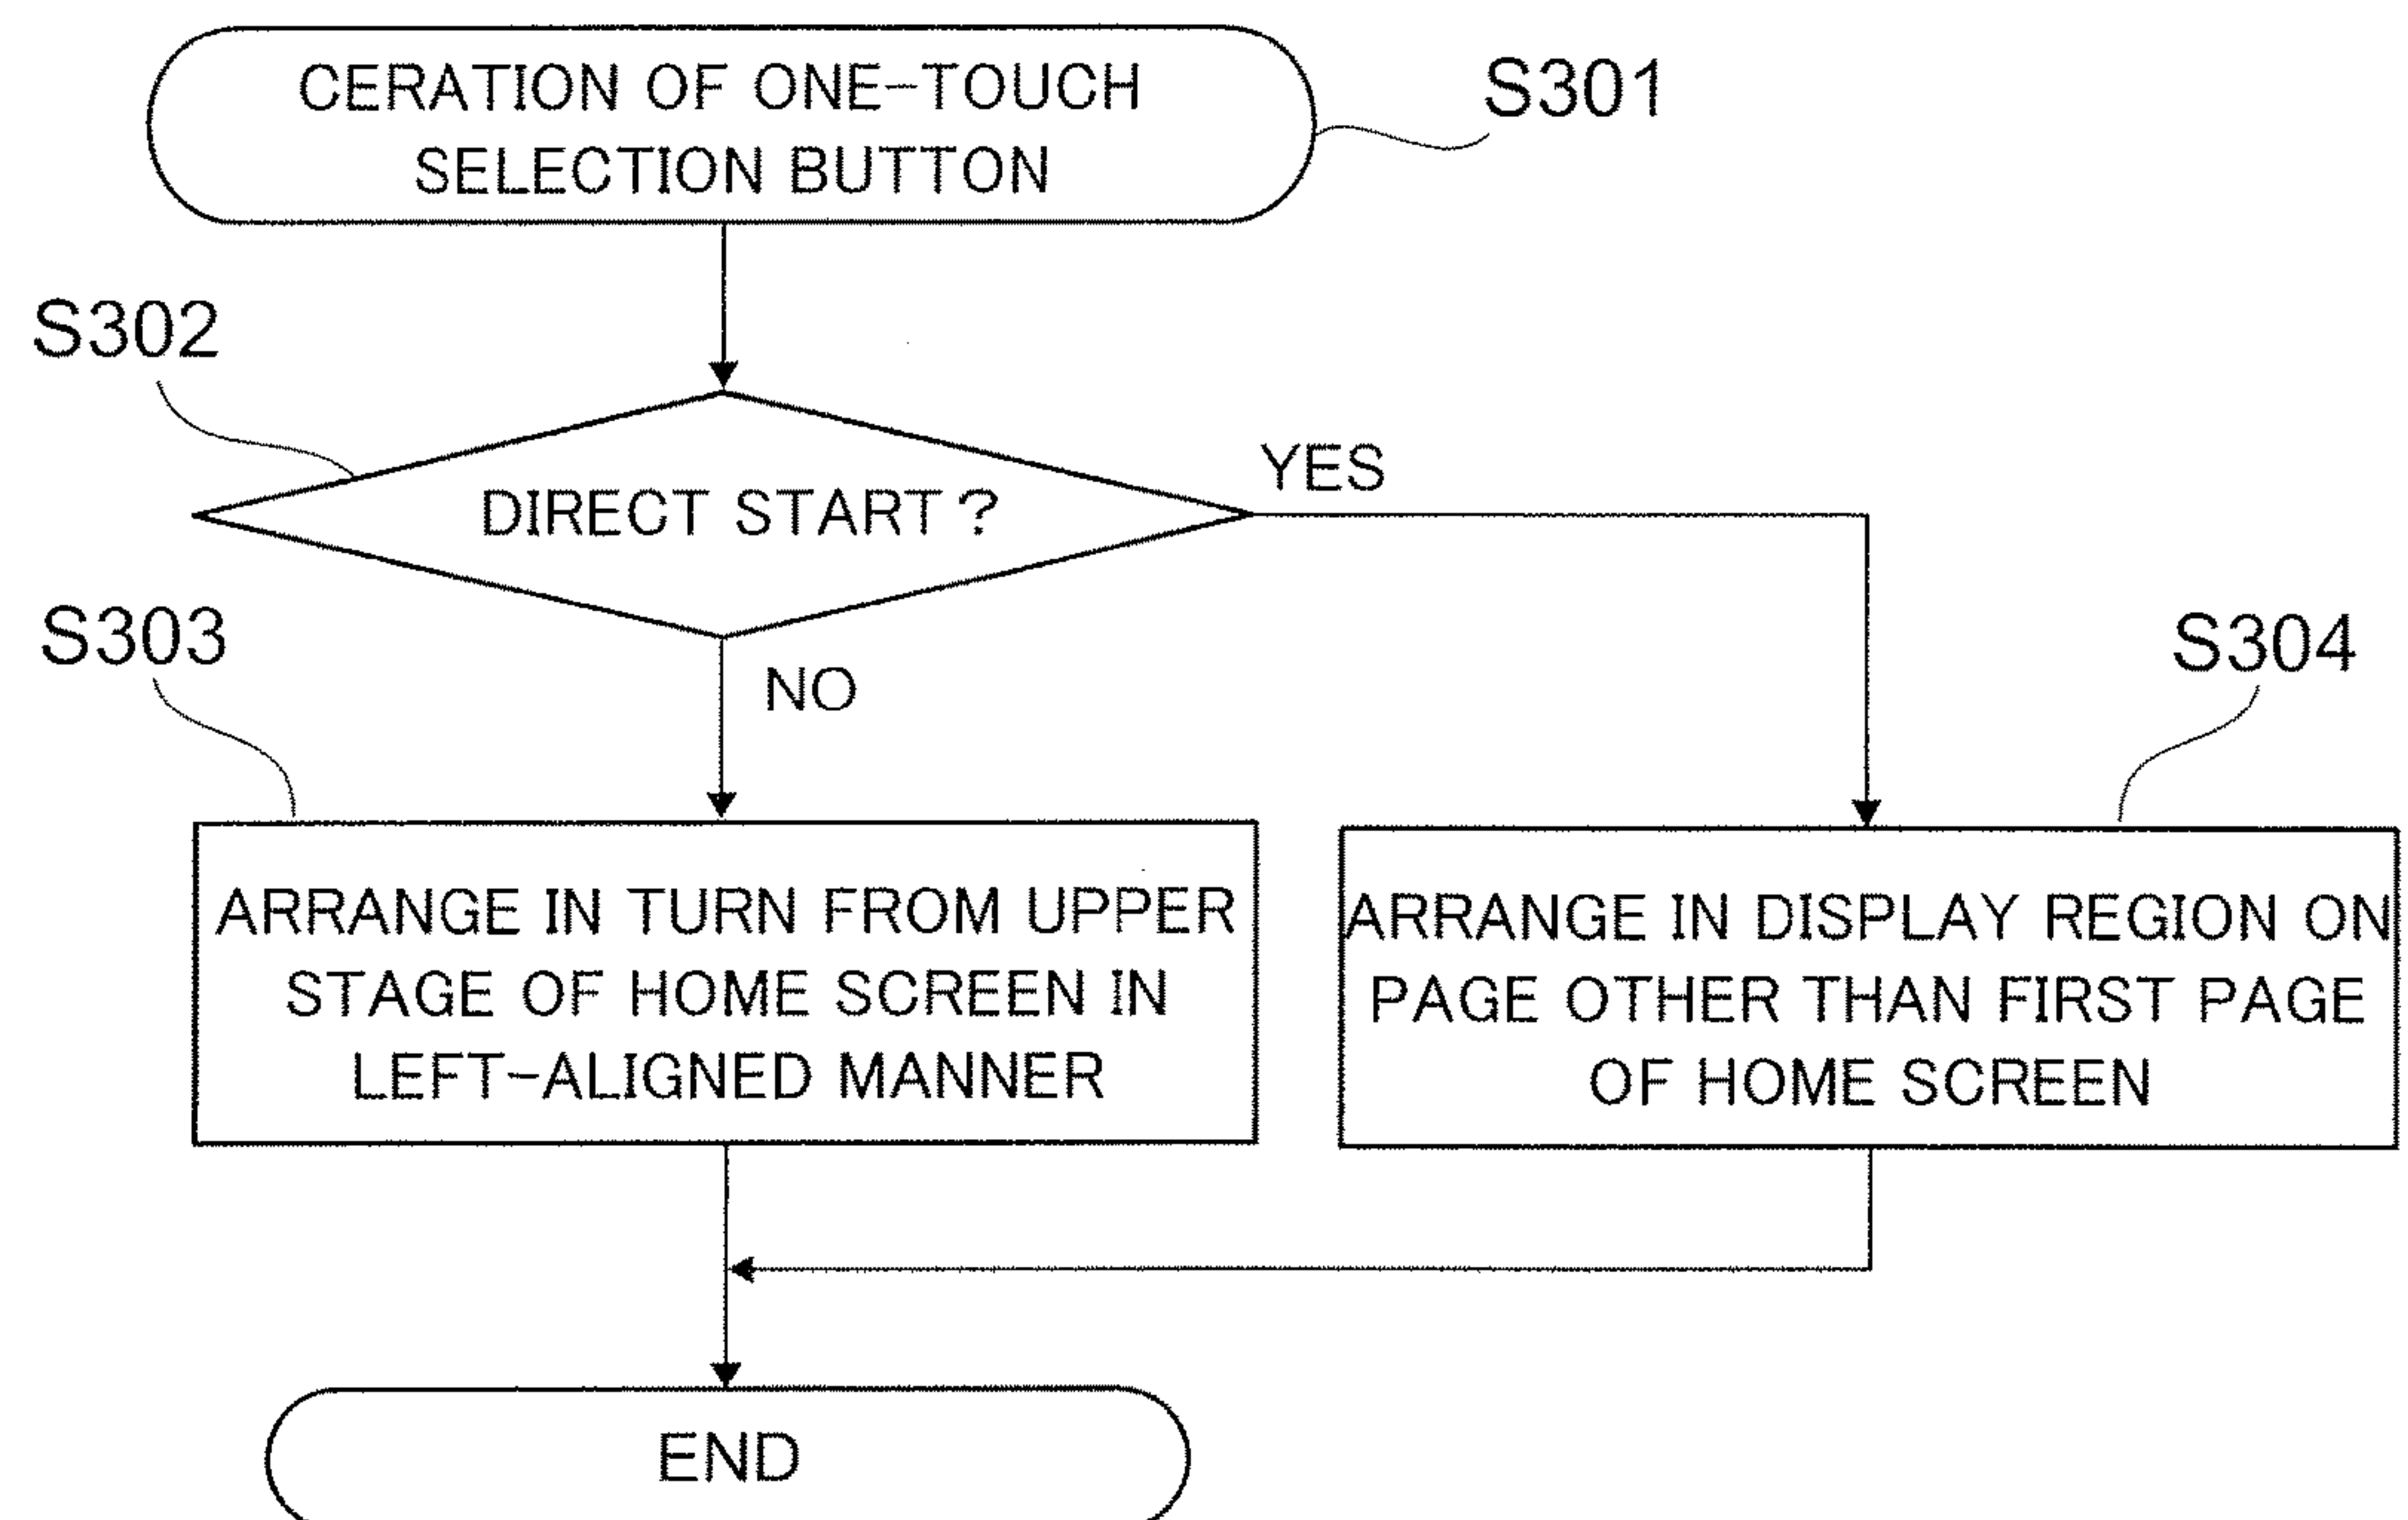 CERATION OF ONE-TOUCH
SELECTION BUTTON
S301
S302
DIRECT START?
YES
NO
S303
S304
ARRANGE IN TURN FROM UPPER
STAGE OF HOME SCREEN IN
LEFT-ALIGNED MANNER
ARRANGE IN DISPLAY REGION ON
PAGE OTHER THAN FIRST PAGE
OF HOME SCREEN
END